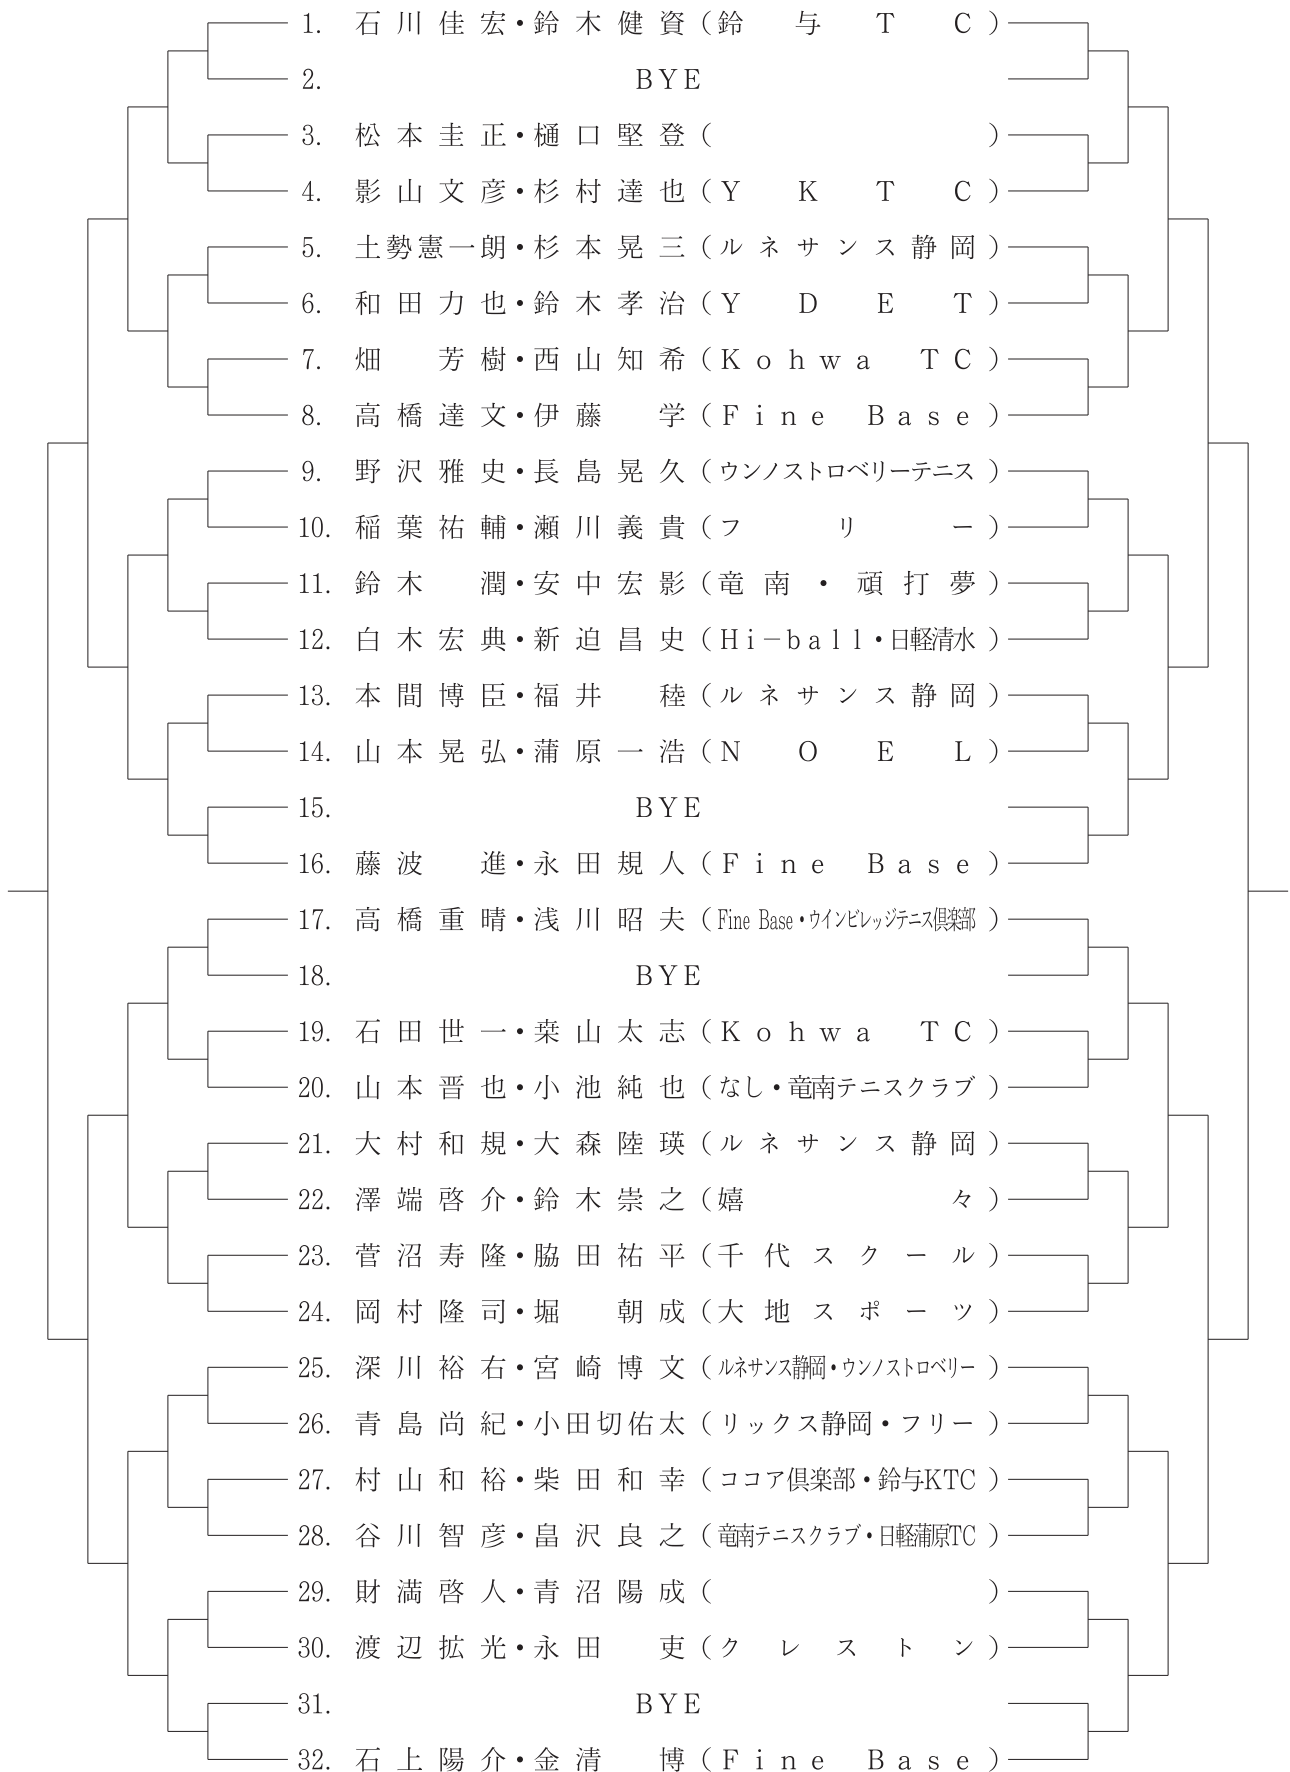 1. 石川佳宏・鈴木健資(鈴与TC)
2. BYE
3. 松本圭正・樋口堅登( )
4. 影山文彦・杉村達也(YKTC)
5. 土勢憲一朗・杉本晃三(ルネサンス静岡)
6. 和田力也・鈴木孝治(YDET)
7. 畑芳樹・西山知希(Kohwa TC)
8. 高橋達文・伊藤学(Fine Base)
9. 野沢雅史・長島晃久(ウンノストロベリーテニス)
10. 稲葉祐輔・瀬川義貴(フリー)
11. 鈴木潤・安中宏影(竜南・頑打夢)
12. 白木宏典・新迫昌史(Hi-ball・日軽清水)
13. 本間博臣・福井稑(ルネサンス静岡)
14. 山本晃弘・蒲原一浩(NOEL)
15. BYE
16. 藤波進・永田規人(Fine Base)
17. 高橋重晴・浅川昭夫(Fine Base・ウインビレッジテニス倶楽部)
18. BYE
19. 石田世一・桒山太志(Kohwa TC)
20. 山本晋也・小池純也(なし・竜南テニスクラブ)
21. 大村和規・大森陸瑛(ルネサンス静岡)
22. 澤端啓介・鈴木崇之(嬉々)
23. 菅沼寿隆・脇田祐平(千代スクール)
24. 岡村隆司・堀朝成(大地スポーツ)
25. 深川裕右・宮崎博文(ルネサンス静岡・ウンノストロベリー)
26. 青島尚紀・小田切佑太(リックス静岡・フリー)
27. 村山和裕・柴田和幸(ココア倶楽部・鈴与KTC)
28. 谷川智彦・畠沢良之(竜南テニスクラブ・日軽蒲原TC)
29. 財満啓人・青沼陽成( )
30. 渡辺拡光・永田吏(クレストン)
31. BYE
32. 石上陽介・金清博(Fine Base)